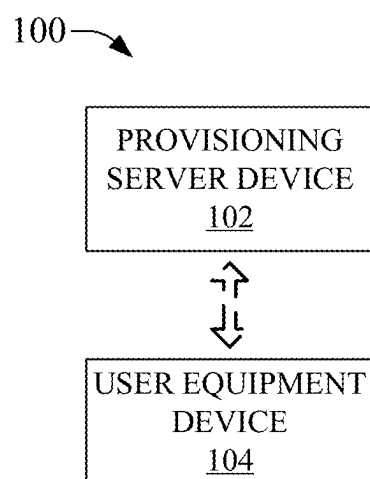 100
PROVISIONING
SERVER DEVICE
102
USER EQUIPMENT
DEVICE
104